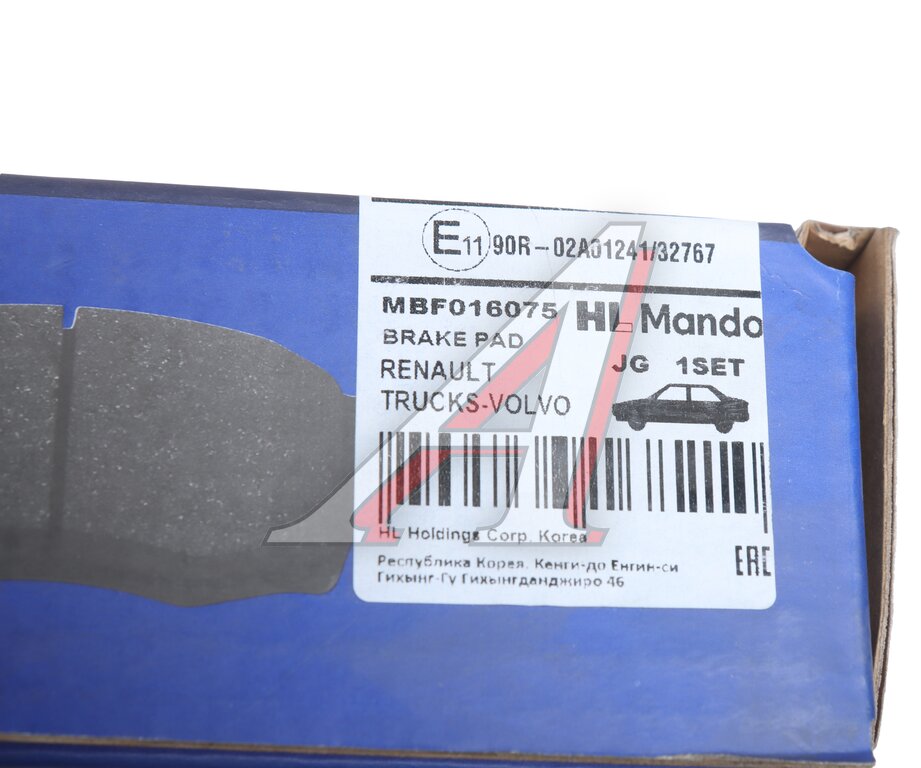 E11 90R-02A01241/32767
MBF016075 HL Mando
BRAKE PAD
RENAULT JG 1SET
TRUCKS-VOLVO
HL Holdings Corp. Korea
Республика Корея. Кенги-до Енгин-си
Гихынг-Гу Гихынгданджиро 46
EAC